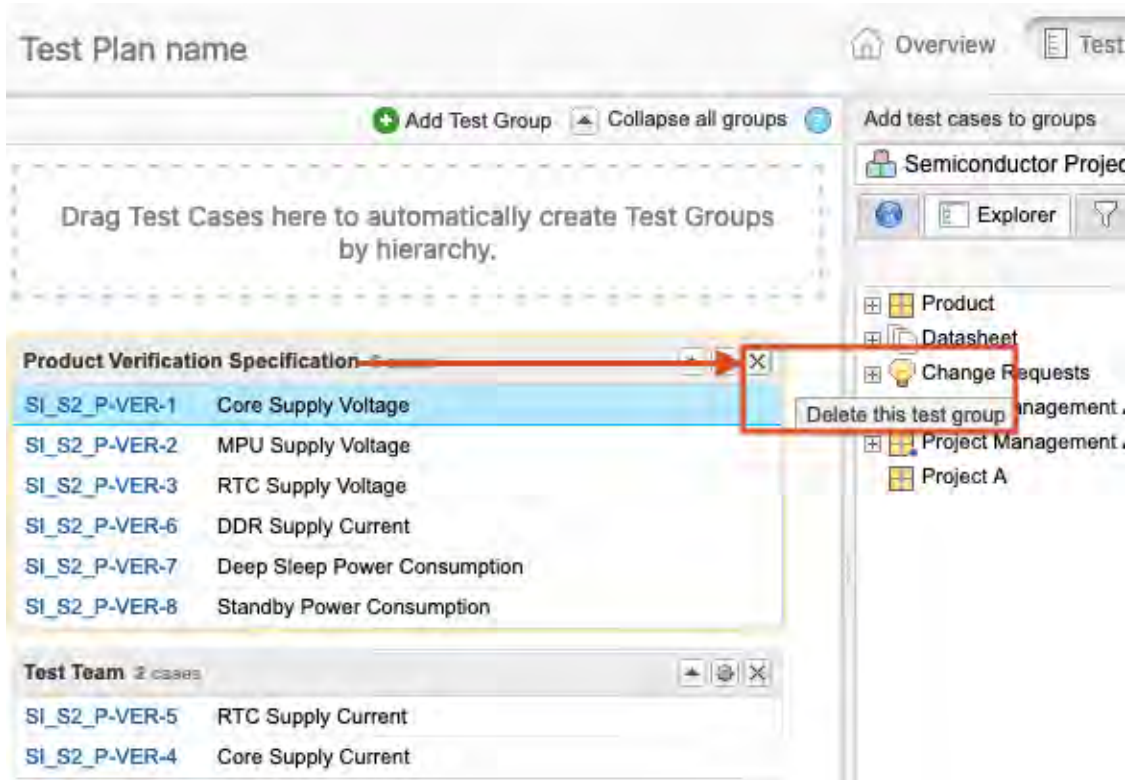 Test Plan name
Overview
Test
Add Test Group
Collapse all groups
Add test cases to groups
Semiconductor Projec
Explorer
Drag Test Cases here to automatically create Test Groups
by hierarchy.
Product
Datasheet
Change Requests
Delete this test group
anagement
Project Management
Project A
Product Verification Specification
SI_S2_P-VER-1 Core Supply Voltage
SI_S2_P-VER-2 MPU Supply Voltage
SI_S2_P-VER-3 RTC Supply Voltage
SI_S2_P-VER-6 DDR Supply Current
SI_S2_P-VER-7 Deep Sleep Power Consumption
SI_S2_P-VER-8 Standby Power Consumption
Test Team 2 cases
SI_S2_P-VER-5 RTC Supply Current
SI_S2_P-VER-4 Core Supply Current